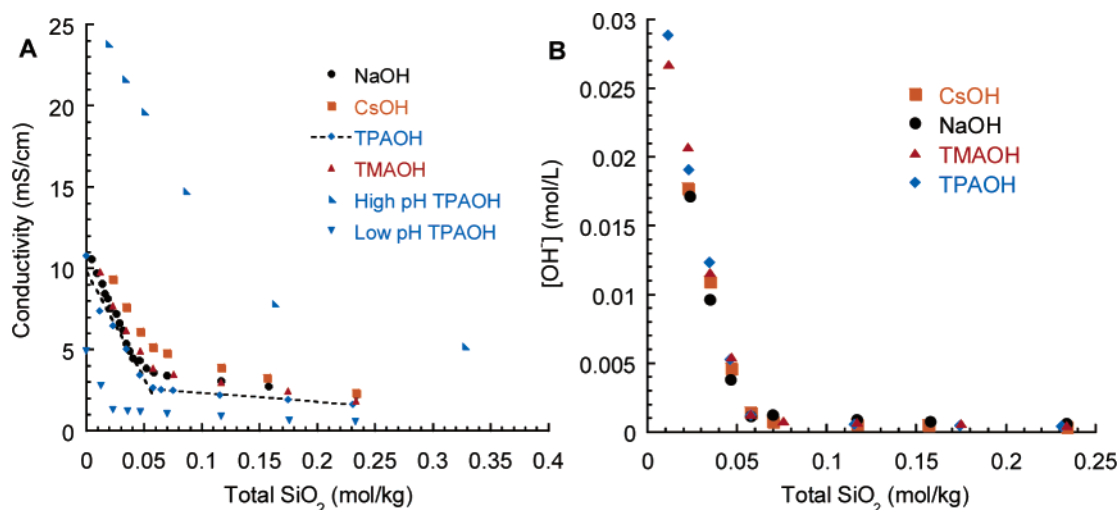 A
Conductivity (mS/cm)
25
20
15
10
5
0
0 0.05 0.1 0.15 0.2 0.25 0.3 0.35 0.4
Total SiO₂ (mol/kg)
NaOH
CsOH
TPAOH
TMAOH
High pH TPAOH
Low pH TPAOH
B
[OH⁻] (mol/L)
0.03
0.025
0.02
0.015
0.01
0.005
0
0 0.05 0.1 0.15 0.2 0.25
Total SiO₂ (mol/kg)
CsOH
NaOH
TMAOH
TPAOH